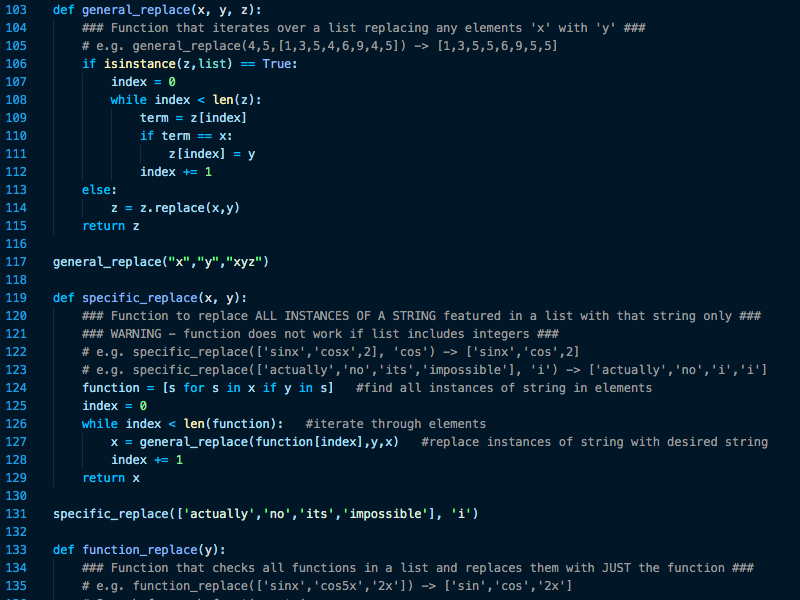 103 def general_replace(x, y, z):
104 ### Function that iterates over a list replacing any elements 'x' with 'y' ###
105 # e.g. general_replace(4,5,[1,3,5,4,6,9,4,5]) -> [1,3,5,5,6,9,5,5]
106 if isinstance(z,list) == True:
107 index = 0
108 while index < len(z):
109 term = z[index]
110 if term == x:
111 z[index] = y
112 index += 1
113 else:
114 z = z.replace(x,y)
115 return z
116
117 general_replace("x","y","xyz")
118
119 def specific_replace(x, y):
120 ### Function to replace ALL INSTANCES OF A STRING featured in a list with that string only ###
121 ### WARNING - function does not work if list includes integers ###
122 # e.g. specific_replace(['sinx','cosx',2], 'cos') -> ['sinx','cos',2]
123 # e.g. specific_replace(['actually','no','its','impossible'], 'i') -> ['actually','no','i','i']
124 function = [s for s in x if y in s] #find all instances of string in elements
125 index = 0
126 while index < len(function): #iterate through elements
127 x = general_replace(function[index],y,x) #replace instances of string with desired string
128 index += 1
129 return x
130
131 specific_replace(['actually','no','its','impossible'], 'i')
132
133 def function_replace(y):
134 ### Function that checks all functions in a list and replaces them with JUST the function ###
135 # e.g. function_replace(['sinx','cos5x','2x']) -> ['sin','cos','2x']